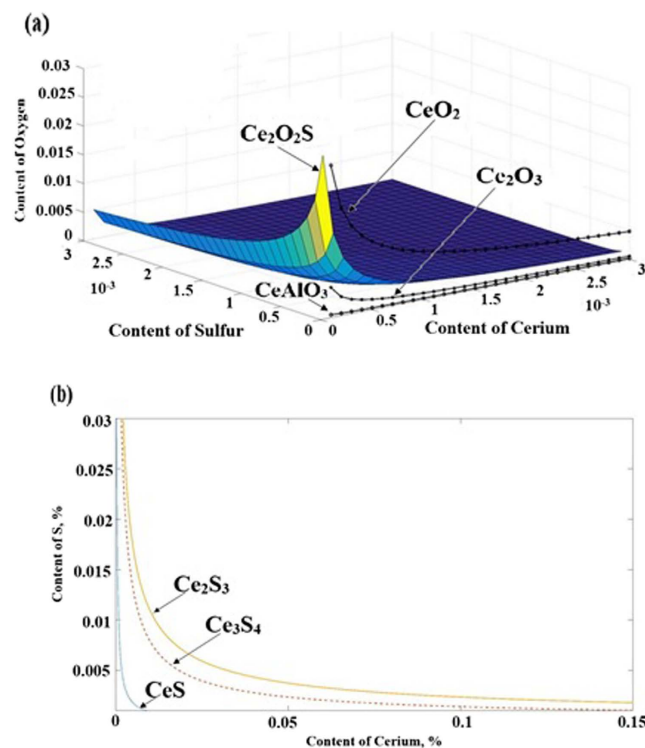 (a)
0.03
0.025
0.02
0.015
0.01
0.005
0
Content of Oxygen
Ce₂O₂S
CeO₂
Ce₂O₃
CeAlO₃
3
2.5
2
1.5
1
0.5
0
10⁻³
Content of Sulfur
0
0.5
1
1.5
2
2.5
3
10⁻³
Content of Cerium
(b)
0.03
0.025
0.02
0.015
0.01
0.005
Content of S, %
Ce₂S₃
Ce₃S₄
CeS
0
0.05
0.1
0.15
Content of Cerium, %